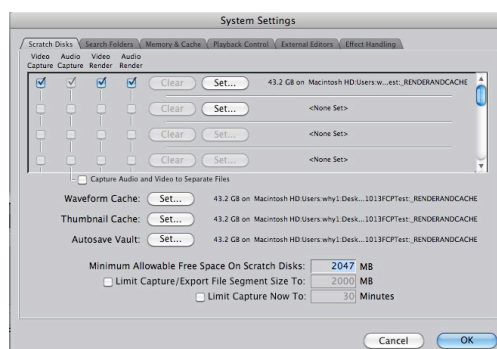 System Settings
Scratch Disks Search Folders Memory & Cache Playback Control External Editors Effect Handling
Video Audio Video Audio
Capture Capture Render Render
Clear Set... 43.2 GB on Macintosh HD:Users:w...est:_RENDERANDCACHE
Clear Set... <None Set>
Clear Set... <None Set>
Clear Set... <None Set>
Capture Audio and Video to Separate Files
Waveform Cache: Set... 43.2 GB on Macintosh HD:Users:why1:Desk...1013FCPTest:_RENDERANDCACHE
Thumbnail Cache: Set... 43.2 GB on Macintosh HD:Users:why1:Desk...1013FCPTest:_RENDERANDCACHE
Autosave Vault: Set... 43.2 GB on Macintosh HD:Users:why1:Desk...1013FCPTest:_RENDERANDCACHE
Minimum Allowable Free Space On Scratch Disks: 2047 MB
Limit Capture/Export File Segment Size To: 2000 MB
Limit Capture Now To: 30 Minutes
Cancel OK